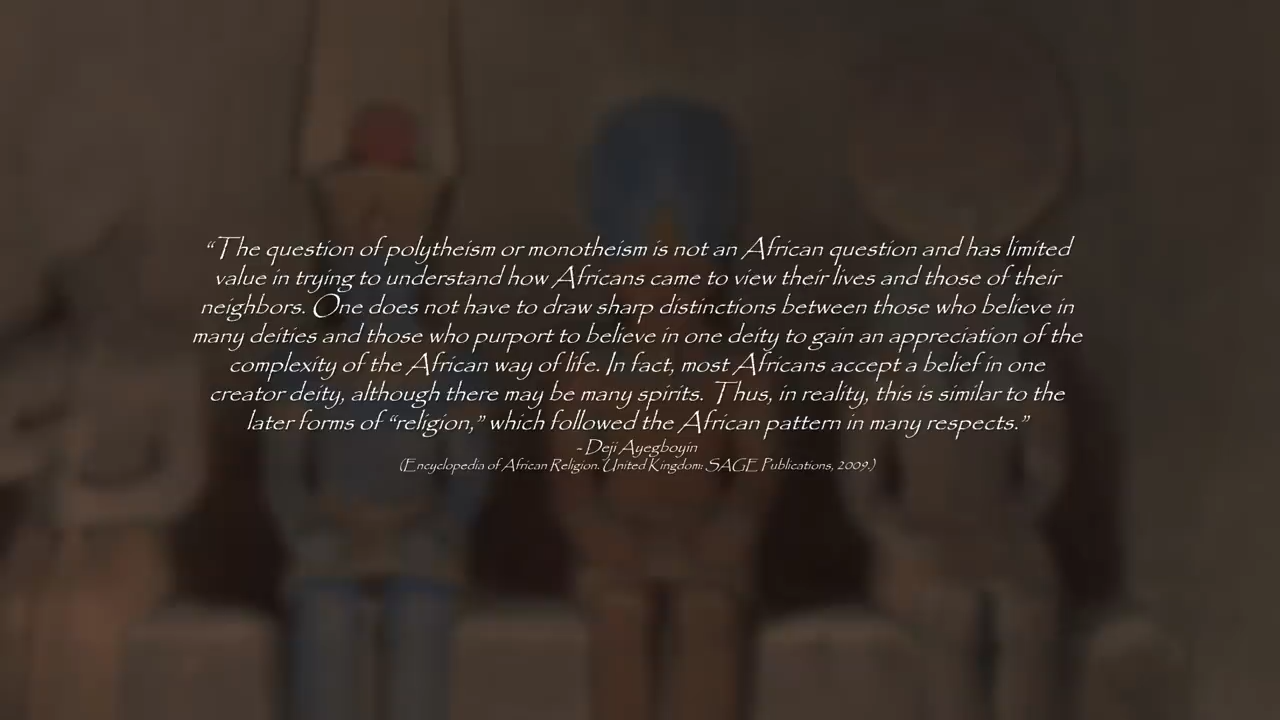 “The question of polytheism or monotheism is not an African question and has limited
value in trying to understand how Africans came to view their lives and those of their
neighbors. One does not have to draw sharp distinctions between those who believe in
many deities and those who purport to believe in one deity to gain an appreciation of the
complexity of the African way of life. In fact, most Africans accept a belief in one
creator deity, although there may be many spirits. Thus, in reality, this is similar to the
later forms of “religion,” which followed the African pattern in many respects.”
- Deji Ayegboyin
(Encyclopedia of African Religion. United Kingdom: SAGE Publications, 2009.)